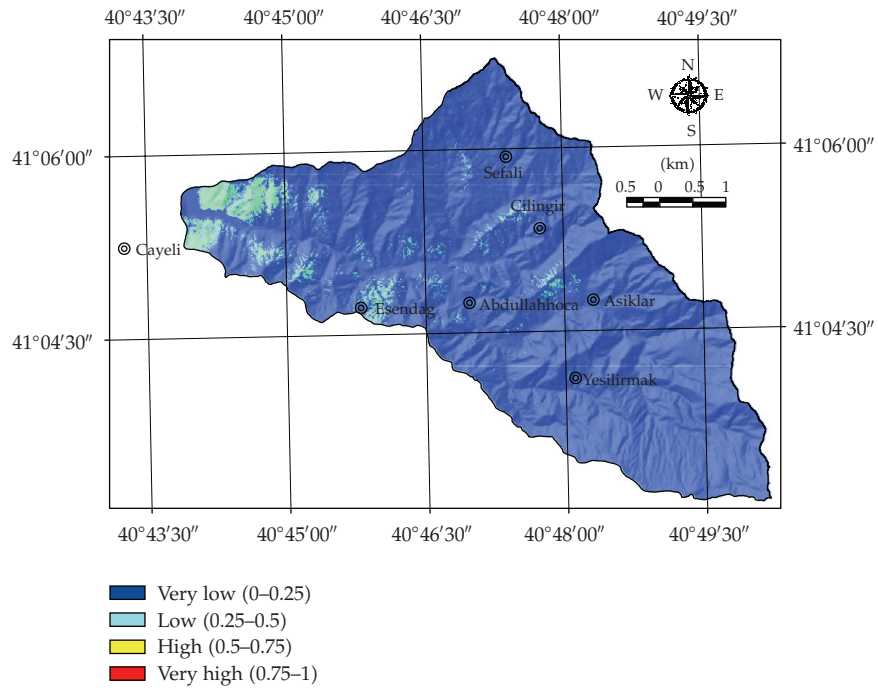 40°43′30″ 40°45′00″ 40°46′30″ 40°48′00″ 40°49′30″
N
W E
S
41°06′00″ 41°06′00″
(km)
0.5 0 0.5 1
Sefali
Cilingir
Cayeli
Esendag Abdullahhoca Asiklar
41°04′30″ 41°04′30″
Yesilirmak
40°43′30″ 40°45′00″ 40°46′30″ 40°48′00″ 40°49′30″
Very low (0–0.25)
Low (0.25–0.5)
High (0.5–0.75)
Very high (0.75–1)